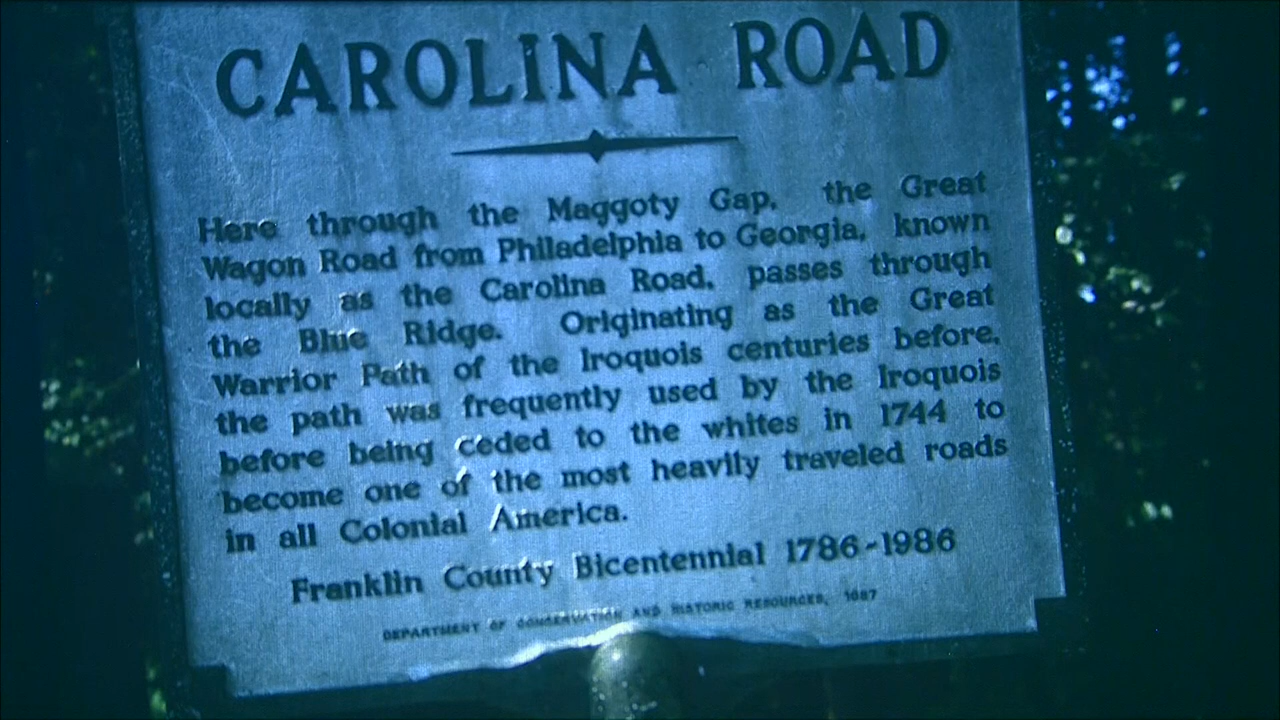 CAROLINA ROAD
Here through the Maggoty Gap, the Great
Wagon Road from Philadelphia to Georgia, known
locally as the Carolina Road, passes through
the Blue Ridge. Originating as the Great
Warrior Path of the Iroquois centuries before,
the path was frequently used by the Iroquois
before being ceded to the whites in 1744 to
become one of the most heavily traveled roads
in all Colonial America.
Franklin County Bicentennial 1786-1986
DEPARTMENT OF CONSERVATION AND HISTORIC RESOURCES, 1987